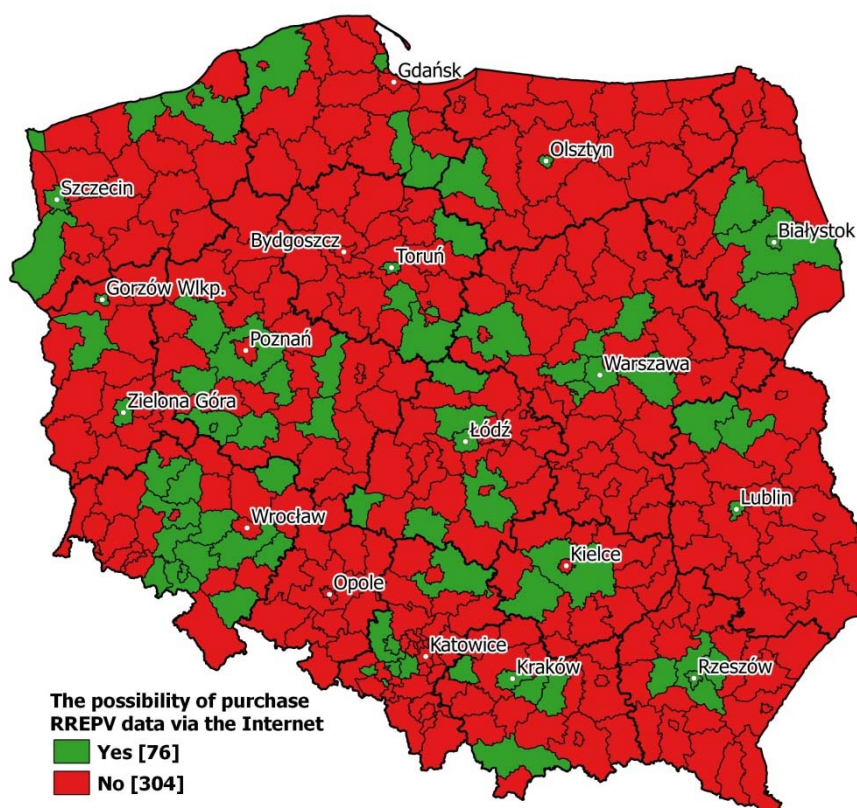 Gdańsk
Olsztyn
Szczecin
Białystok
Bydgoszcz
Toruń
Gorzów Wlkp.
Poznań
Warszawa
Zielona Góra
Łódź
Lublin
Wrocław
Kielce
Opole
Katowice
Kraków
Rzeszów
The possibility of purchase
RREPV data via the Internet
Yes [76]
No [304]